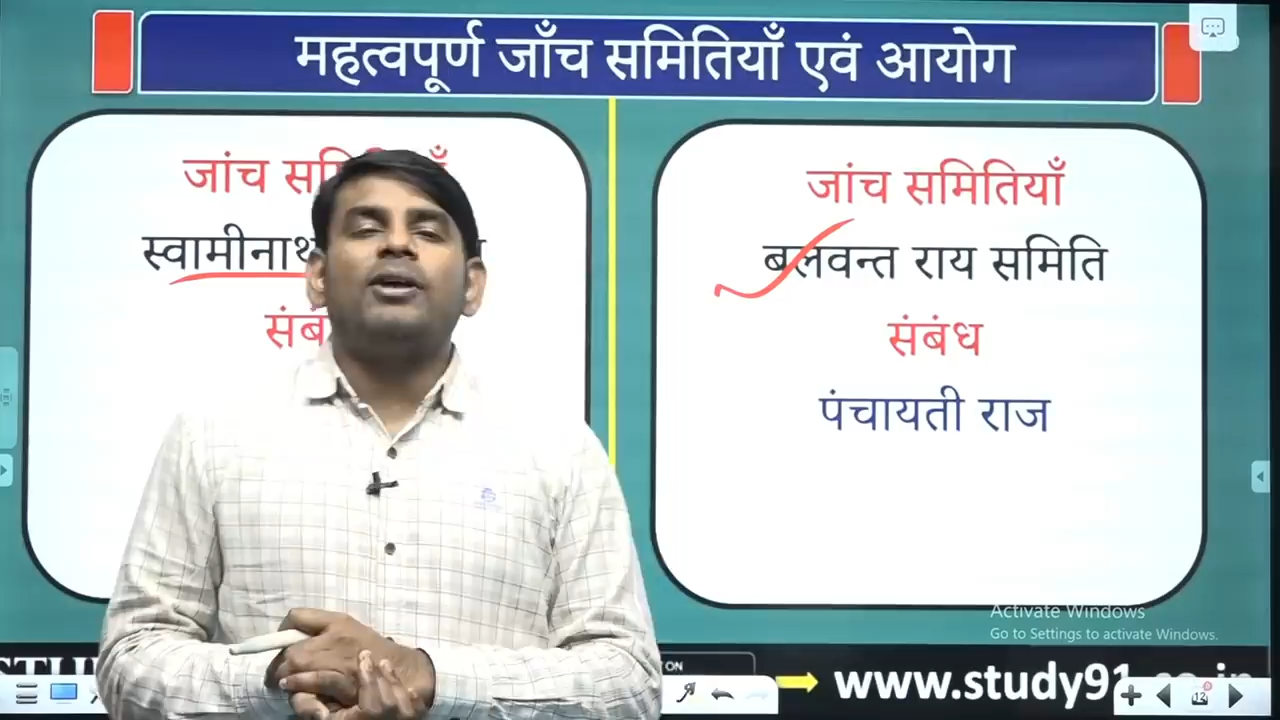 महत्वपूर्ण जाँच समितियाँ एवं आयोग
जांच
स्वामीनाथ
संबं
जांच समितियाँ
बलवन्त राय समिति
संबंध
पंचायती राज
Activate Windows
Go to Settings to activate Windows.
www.study91
12